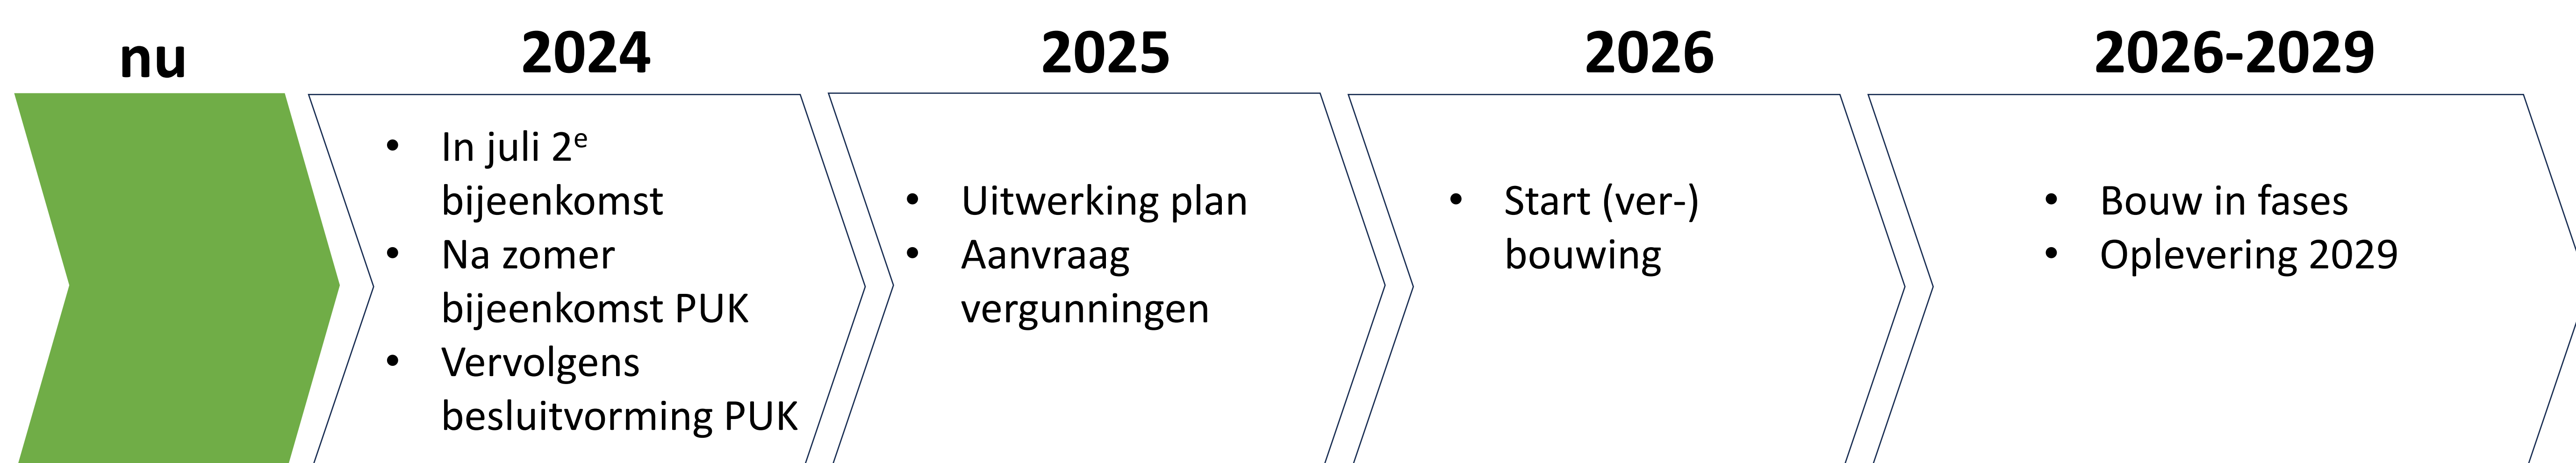 nu
2024
• In juli 2e
bijeenkomst
• Na zomer
bijeenkomst PUK
• Vervolgens
besluitvorming PUK
2025
• Uitwerking plan
• Aanvraag
vergunningen
2026
• Start (ver-)
bouwing
2026-2029
• Bouw in fases
• Oplevering 2029